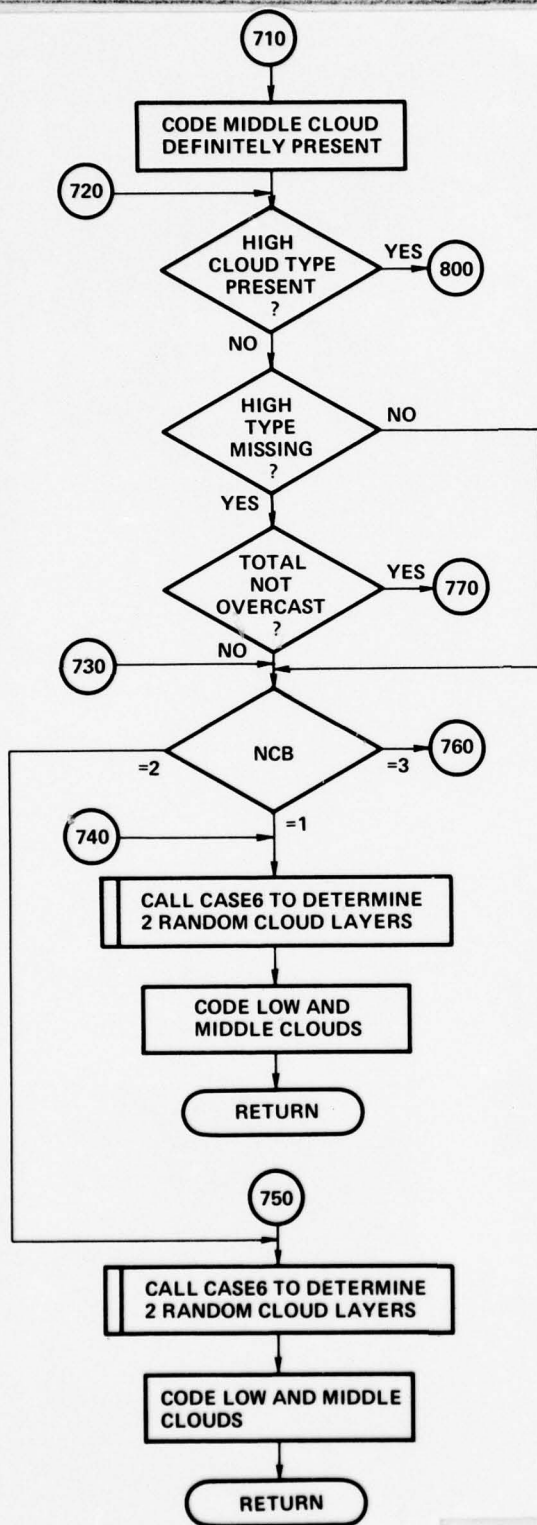 710
CODE MIDDLE CLOUD
DEFINITELY PRESENT
720
HIGH
CLOUD TYPE
PRESENT
?
YES
800
NO
HIGH
TYPE
MISSING
?
NO
YES
TOTAL
NOT
OVERCAST
?
YES
770
NO
730
NCB
=2
=3
760
=1
740
CALL CASE6 TO DETERMINE
2 RANDOM CLOUD LAYERS
CODE LOW AND
MIDDLE CLOUDS
RETURN
750
CALL CASE6 TO DETERMINE
2 RANDOM CLOUD LAYERS
CODE LOW AND MIDDLE
CLOUDS
RETURN